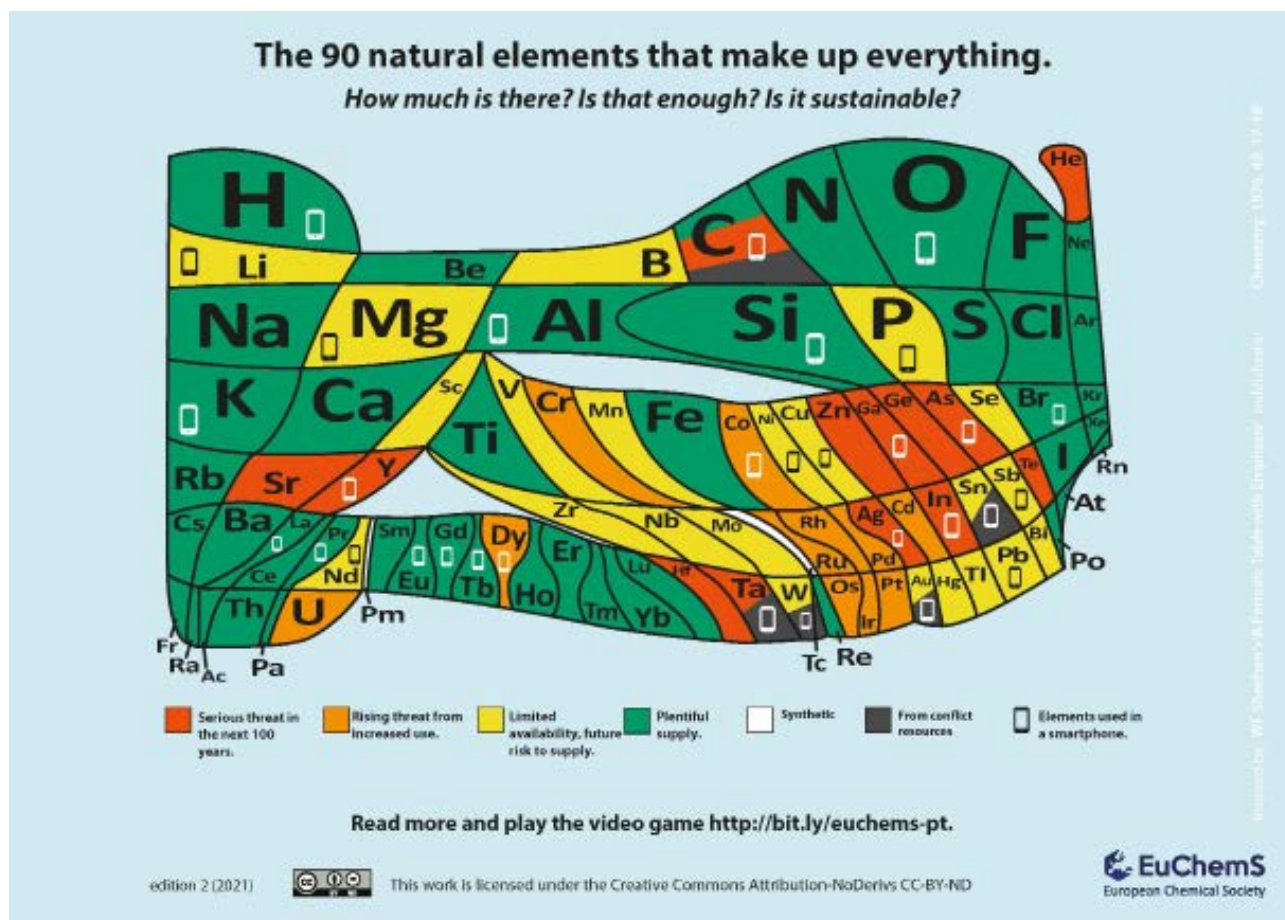 The 90 natural elements that make up everything.
How much is there? Is that enough? Is it sustainable?
H
He
Li
Be
B
C
N
O
F
Ne
Na
Mg
Al
Si
P
S
Cl
Ar
K
Ca
Sc
Ti
V
Cr
Mn
Fe
Co
Ni
Cu
Zn
Ga
Ge
As
Se
Br
Kr
Rb
Sr
Y
Zr
Nb
Mo
Rh
Ru
Pd
Ag
Cd
In
Sn
Sb
Te
I
Xe
Rn
At
Po
Cs
Ba
La
Ce
Pr
Nd
Pm
Sm
Eu
Gd
Tb
Dy
Ho
Er
Tm
Yb
Lu
Hf
Ta
W
Tc
Re
Os
Ir
Pt
Au
Hg
Tl
Pb
Bi
Fr
Ra
Ac
Th
Pa
U
Serious threat in
the next 100
years.
Rising threat from
increased use.
Limited
availability, future
risk to supply.
Plentiful
supply.
Synthetic
From conflict
resources
Elements used in
a smartphone.
Read more and play the video game http://bit.ly/euchems-pt.
edition 2 (2021)
This work is licensed under the Creative Commons Attribution-NoDerivs CC-BY-ND
EuChemS
European Chemical Society